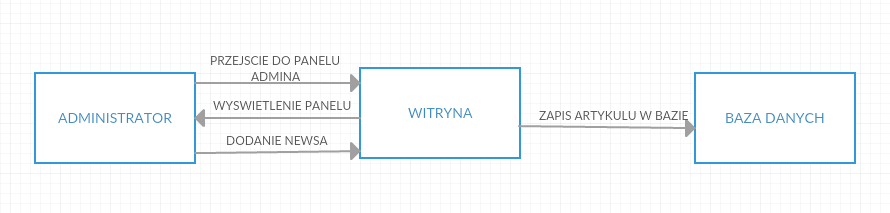 PRZEJSCIE DO PANELU
ADMINA
ADMINISTRATOR
WYSWIETLENIE PANELU
DODANIE NEWSA
WITRYNA
ZAPIS ARTYKULU W BAZIE
BAZA DANYCH